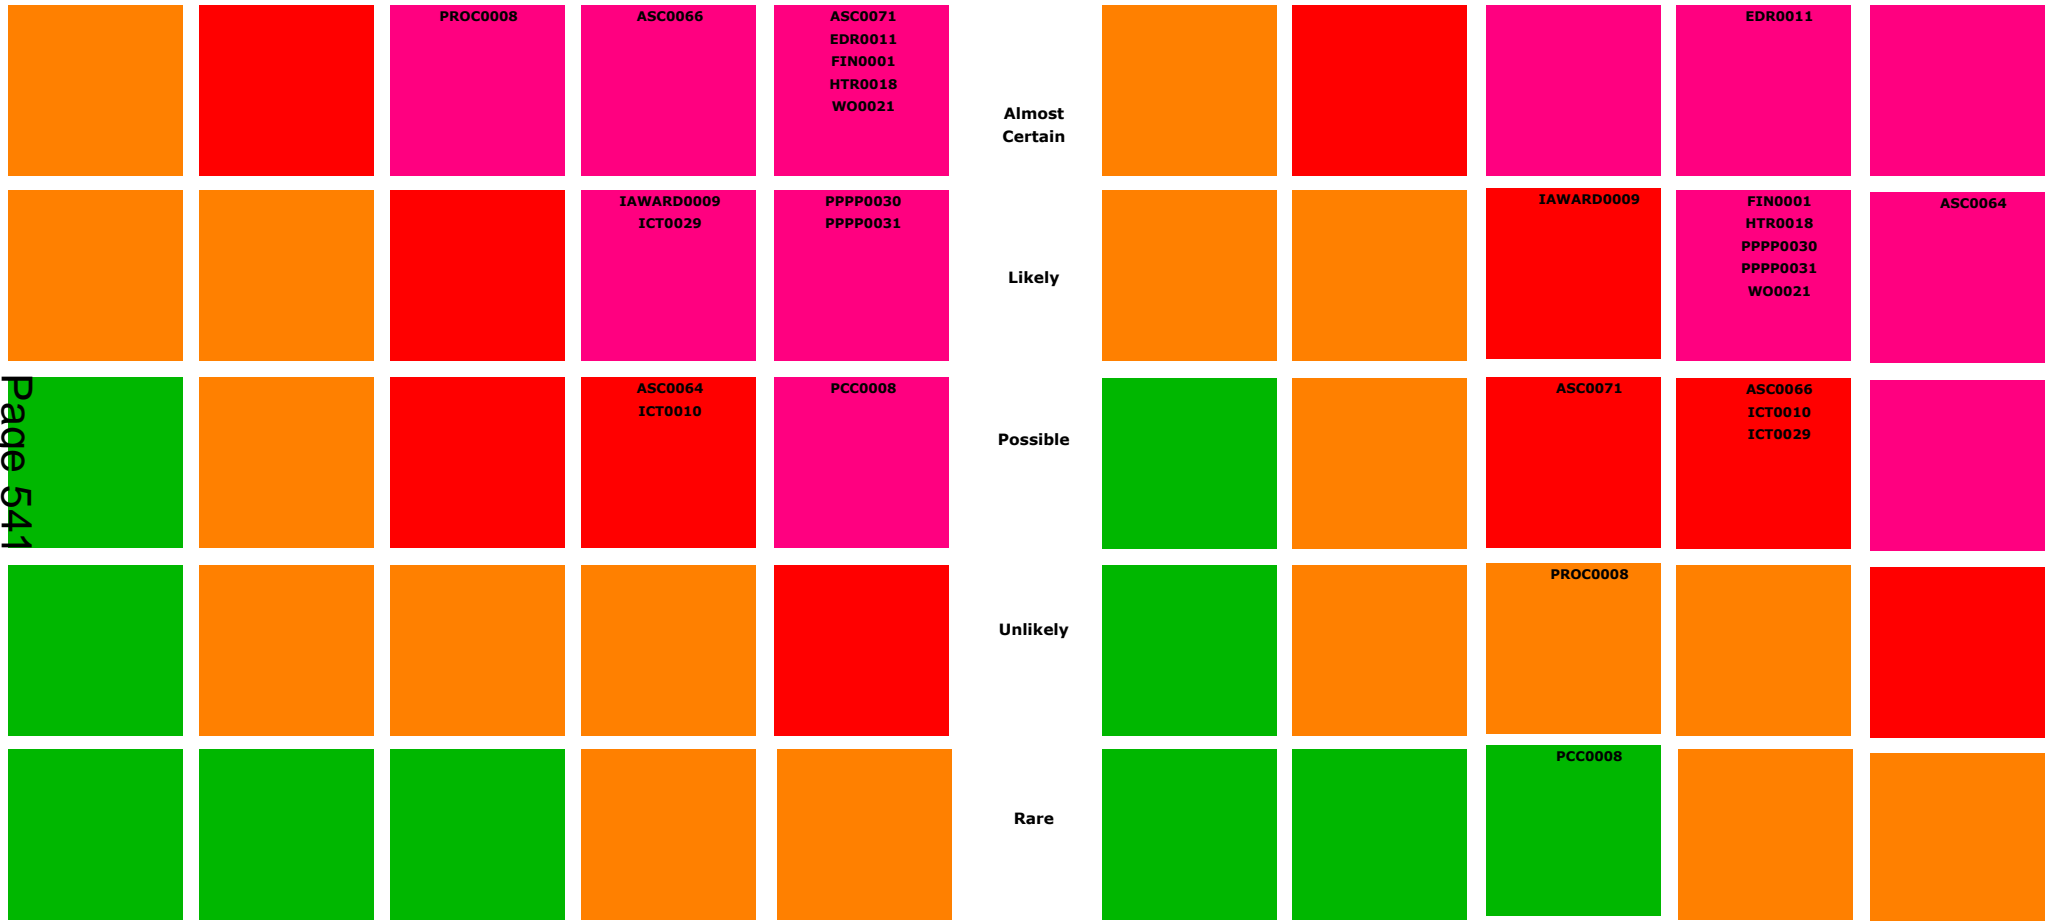 PROC0008
ASC0066
ASC0071
EDR0011
FIN0001
HTR0018
WO0021
Almost
Certain
EDR0011
IAWARD0009
ICT0029
PPPP0030
PPPP0031
Likely
IAWARD0009
FIN0001
HTR0018
PPPP0030
PPPP0031
WO0021
ASC0064
Page 541
ASC0064
ICT0010
PCC0008
Possible
ASC0071
ASC0066
ICT0010
ICT0029
Unlikely
PROC0008
Rare
PCC0008